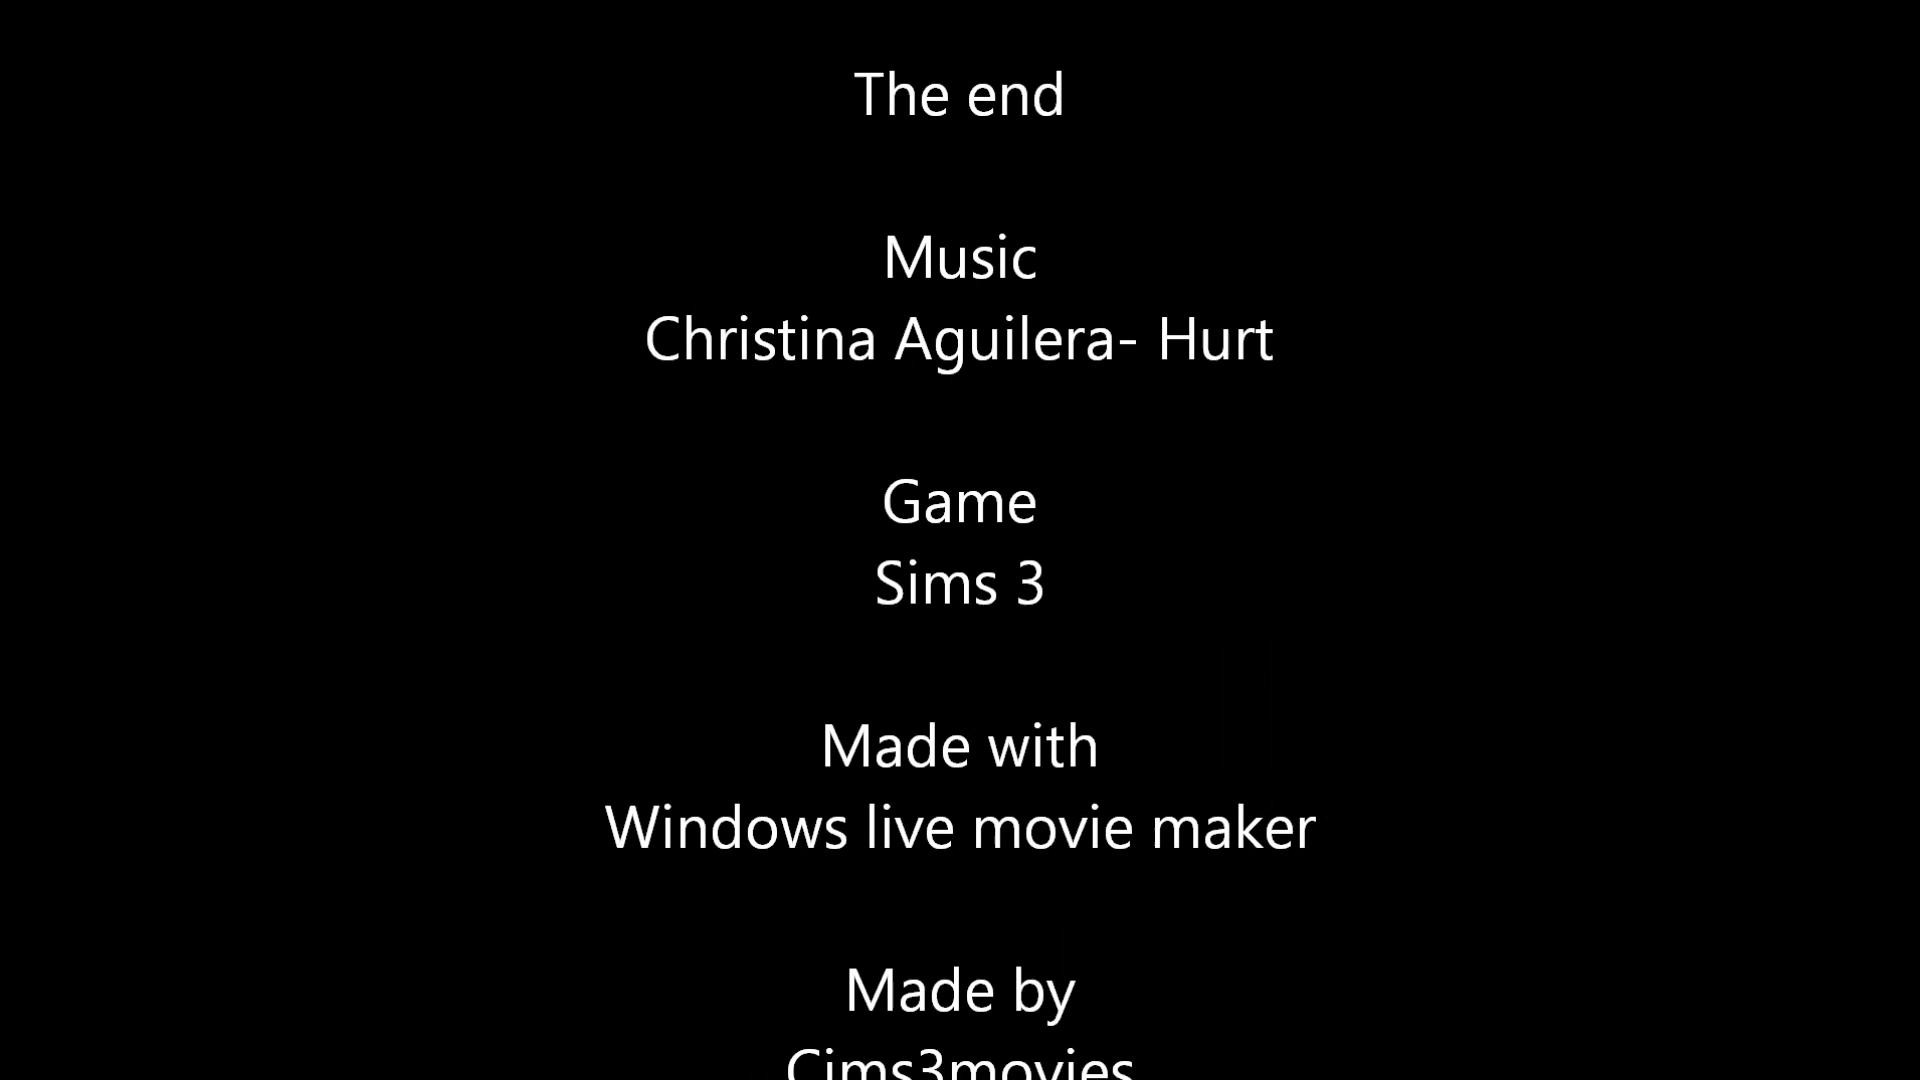 The end
Music
Christina Aguilera- Hurt
Game
Sims 3
Made with
Windows live movie maker
Made by
Cims3movies